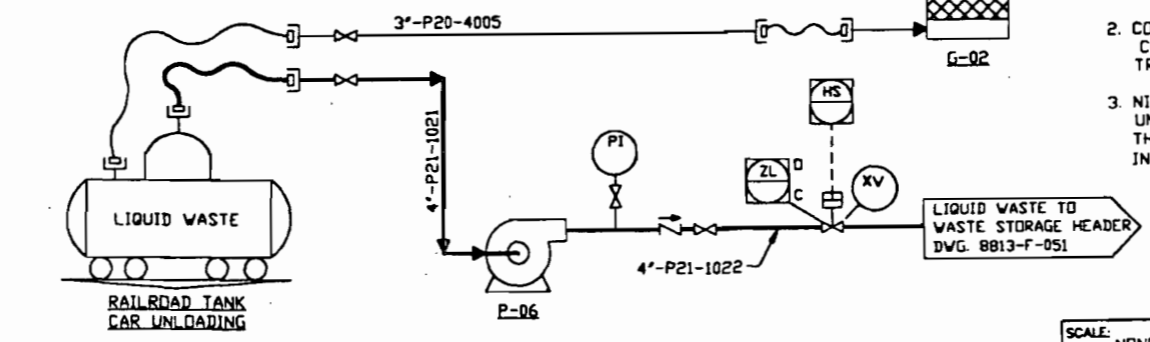 3"-P20-4005
G-02
2. CO
C
TR
3. NI
UN
TH
IN
HS
PI
4"-P21-1021
ZL
O
C
XV
LIQUID WASTE
LIQUID WASTE TO
WASTE STORAGE HEADER
DWG. 8813-F-051
4"-P21-1022
RAILROAD TANK
CAR UNLOADING
P-06
SCALE: